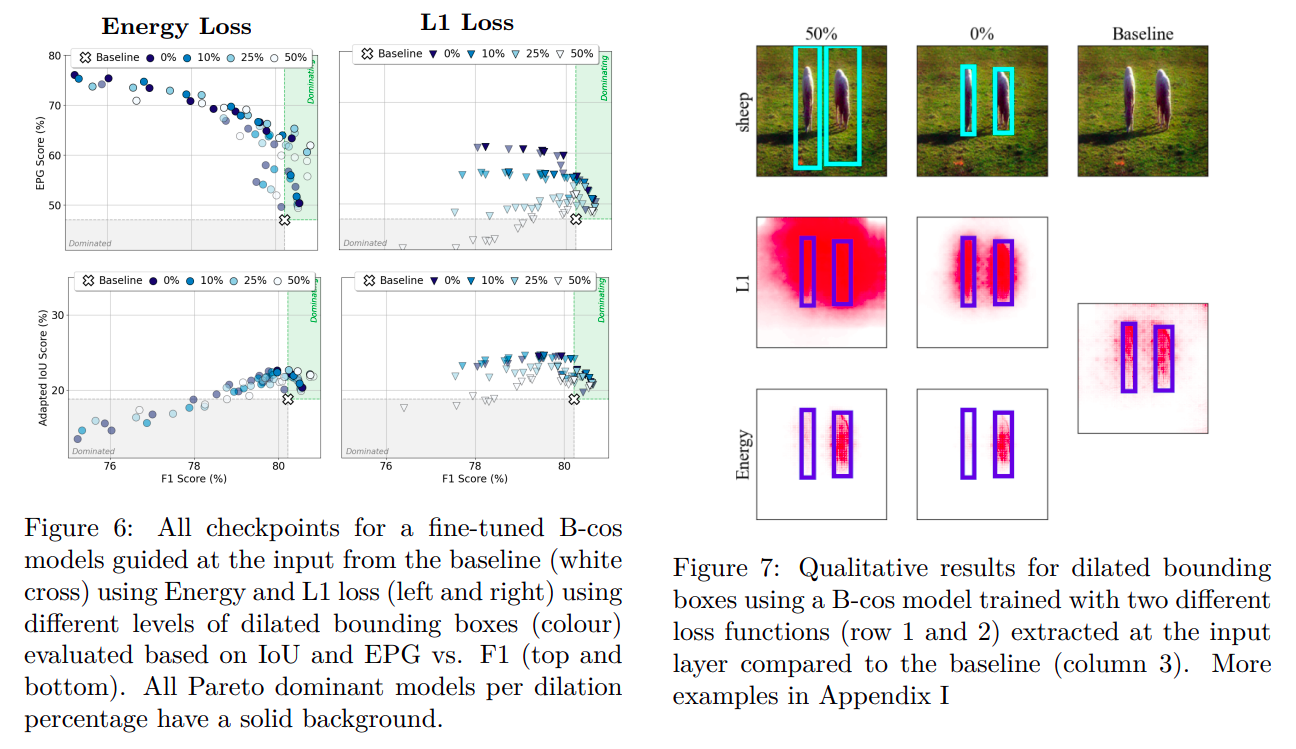 Energy Loss
L1 Loss
Baseline 0% 10% 25% 50%
Dominating
80
70
60
50
EPG Score (%)
Dominated
Baseline 0% 10% 25% 50%
Dominating
Dominated
Baseline 0% 10% 25% 50%
Dominating
30
20
Adapted IoU Score (%)
Dominated
76 78 80
F1 Score (%)
Baseline 0% 10% 25% 50%
Dominating
Dominated
76 78 80
F1 Score (%)
Figure 6: All checkpoints for a fine-tuned B-cos
models guided at the input from the baseline (white
cross) using Energy and L1 loss (left and right) using
different levels of dilated bounding boxes (colour)
evaluated based on IoU and EPG vs. F1 (top and
bottom). All Pareto dominant models per dilation
percentage have a solid background.
50% 0% Baseline
sheep
L1
Energy
Figure 7: Qualitative results for dilated bounding
boxes using a B-cos model trained with two different
loss functions (row 1 and 2) extracted at the input
layer compared to the baseline (column 3). More
examples in Appendix I